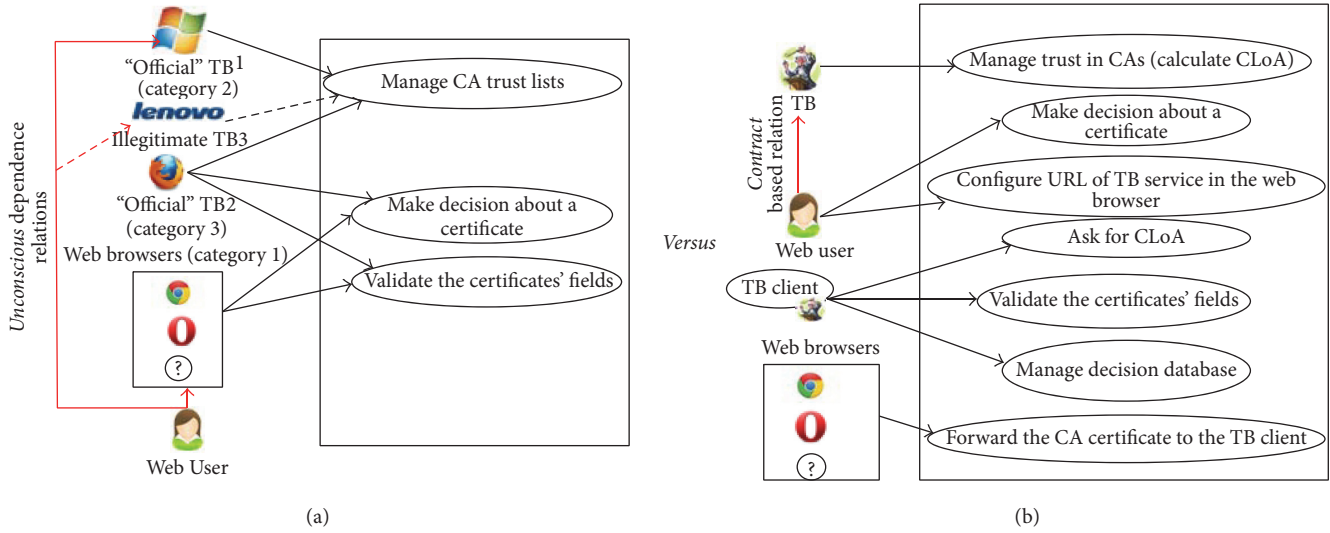 “Official” TB1
(category 2)
lenovo
Illegitimate TB3
“Official” TB2
(category 3)
Web browsers (category 1)
?
Web User
Unconscious dependence
relations
Manage CA trust lists
Make decision about a
certificate
Validate the certificates’ fields
(a)
Versus
TB
Contract
based relation
Web user
TB client
Web browsers
?
Manage trust in CAs (calculate CLoA)
Make decision about a
certificate
Configure URL of TB service in the web
browser
Ask for CLoA
Validate the certificates’ fields
Manage decision database
Forward the CA certificate to the TB client
(b)